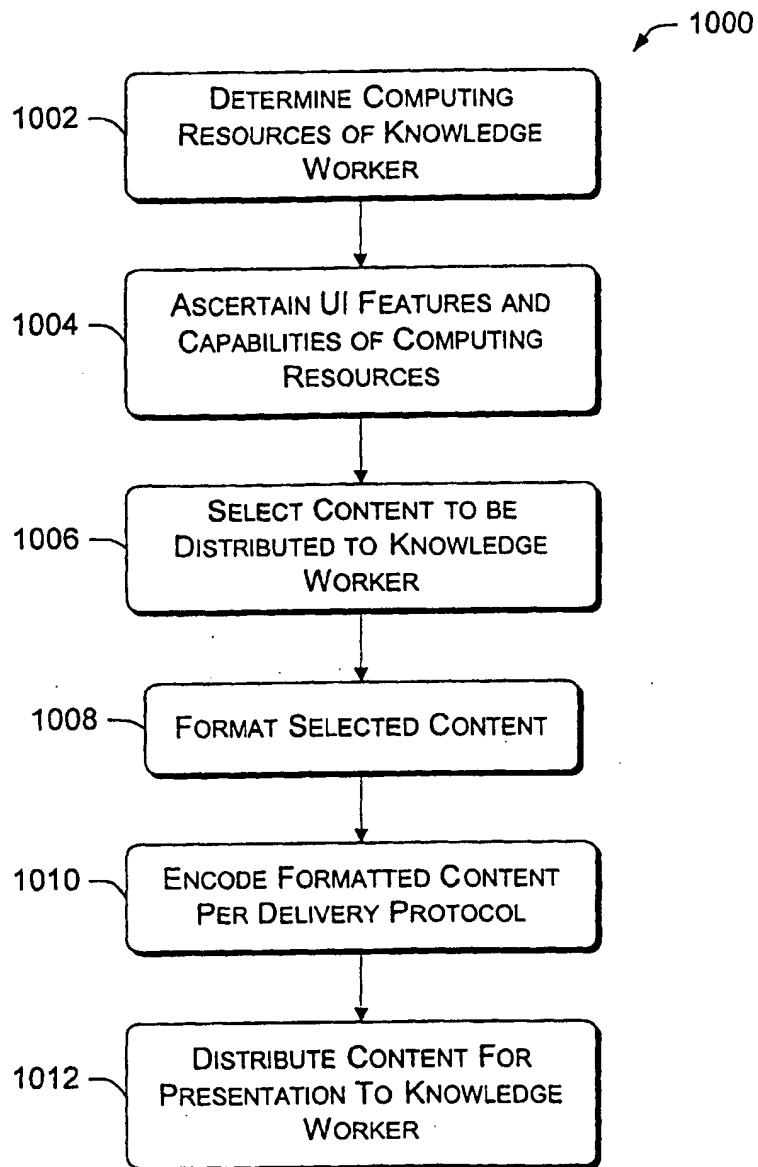 1000
1002
DETERMINE COMPUTING
RESOURCES OF KNOWLEDGE
WORKER
1004
ASCERTAIN UI FEATURES AND
CAPABILITIES OF COMPUTING
RESOURCES
1006
SELECT CONTENT TO BE
DISTRIBUTED TO KNOWLEDGE
WORKER
1008
FORMAT SELECTED CONTENT
1010
ENCODE FORMATTED CONTENT
PER DELIVERY PROTOCOL
1012
DISTRIBUTE CONTENT FOR
PRESENTATION TO KNOWLEDGE
WORKER